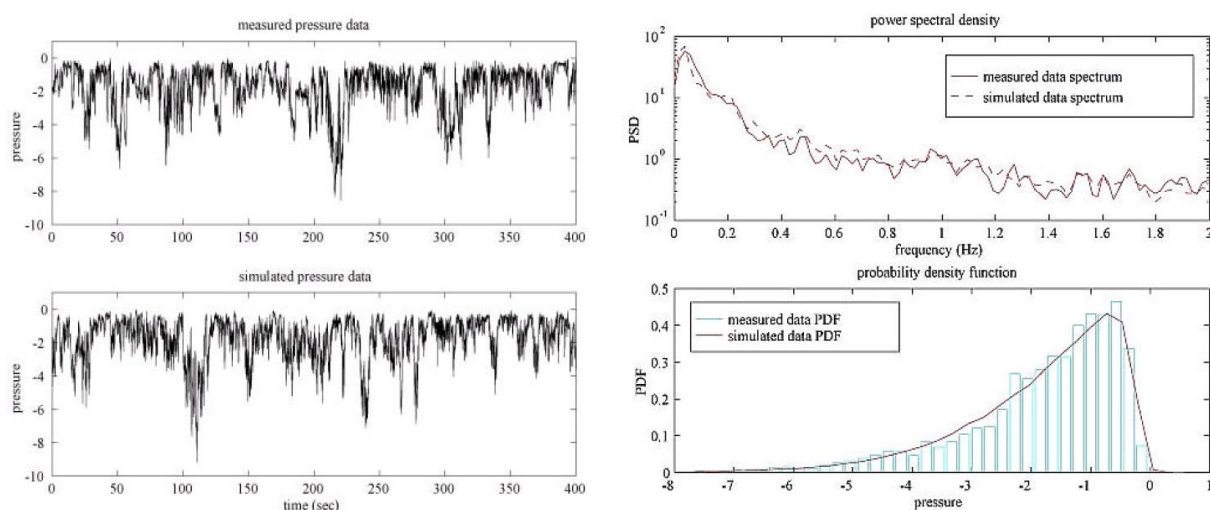 measured pressure data
pressure
0
-2
-4
-6
-8
-10
0 50 100 150 200 250 300 350 400
simulated pressure data
pressure
0
-2
-4
-6
-8
-10
0 50 100 150 200 250 300 350 400
time (sec)
power spectral density
PSD
10^2
10^1
10^0
10^-1
measured data spectrum
simulated data spectrum
0 0.2 0.4 0.6 0.8 1 1.2 1.4 1.6 1.8 2
frequency (Hz)
probability density function
PDF
0.5
0.4
0.3
0.2
0.1
0
measured data PDF
simulated data PDF
-8 -7 -6 -5 -4 -3 -2 -1 0 1
pressure